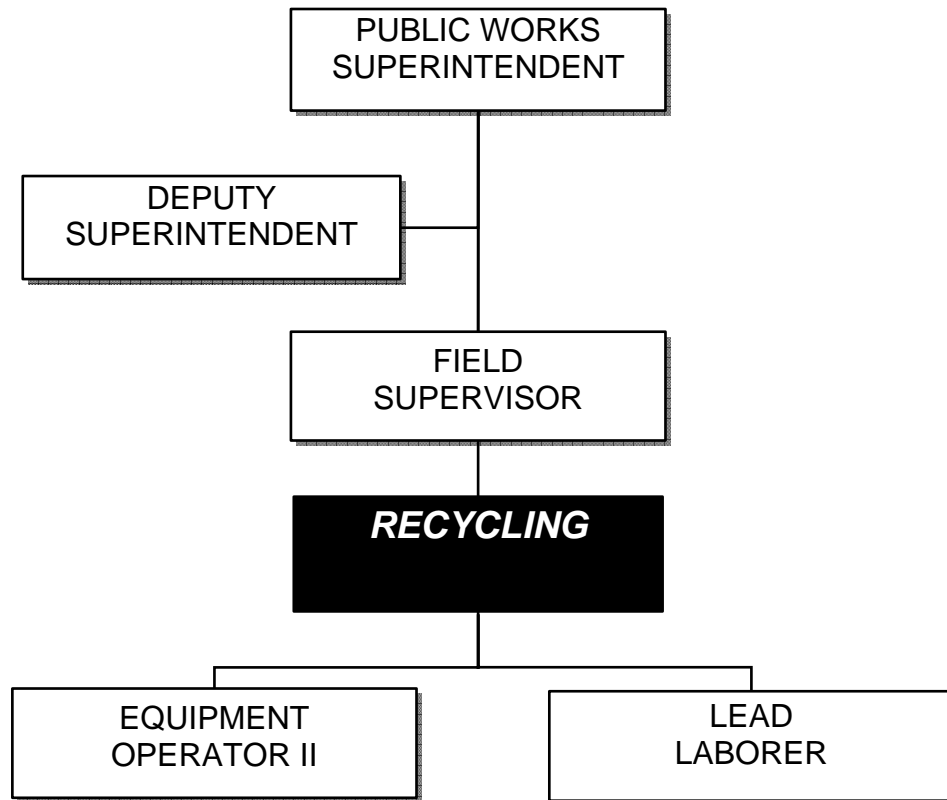 PUBLIC WORKS
SUPERINTENDENT
DEPUTY
SUPERINTENDENT
FIELD
SUPERVISOR
RECYCLING
EQUIPMENT
OPERATOR II
LEAD
LABORER